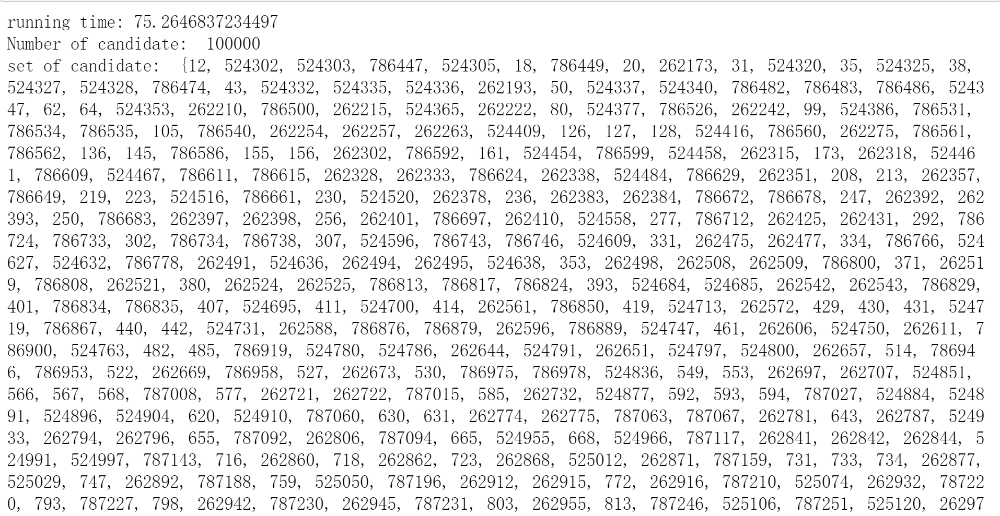 running time: 75.2646837234497
Number of candidate:  100000
set of candidate:  {12, 524302, 524303, 786447, 524305, 18, 786449, 20, 262173, 31, 524320, 35, 524325, 38,
524327, 524328, 786474, 43, 524332, 524335, 524336, 262193, 50, 524337, 524340, 786482, 786483, 786486, 5243
47, 62, 64, 524353, 262210, 786500, 262215, 524365, 262222, 80, 524377, 786526, 262242, 99, 524386, 786531,
786534, 786535, 105, 786540, 262254, 262257, 262263, 524409, 126, 127, 128, 524416, 786560, 262275, 786561,
786562, 136, 145, 786586, 155, 156, 262302, 786592, 161, 524454, 786599, 524458, 262315, 173, 262318, 52446
1, 786609, 524467, 786611, 786615, 262328, 262333, 786624, 262338, 524484, 786629, 262351, 208, 213, 262357,
786649, 219, 223, 524516, 786661, 230, 524520, 262378, 236, 262383, 262384, 786672, 786678, 247, 262392, 262
393, 250, 786683, 262397, 262398, 256, 262401, 786697, 262410, 524558, 277, 786712, 262425, 262431, 292, 786
724, 786733, 302, 786734, 786738, 307, 524596, 786743, 786746, 524609, 331, 262475, 262477, 334, 786766, 524
627, 524632, 786778, 262491, 524636, 262494, 262495, 524638, 353, 262498, 262508, 262509, 786800, 371, 26251
9, 786808, 262521, 380, 262524, 262525, 786813, 786817, 786824, 393, 524684, 524685, 262542, 262543, 786829,
401, 786834, 786835, 407, 524695, 411, 524700, 414, 262561, 786850, 419, 524713, 262572, 429, 430, 431, 5247
19, 786867, 440, 442, 524731, 262588, 786876, 786879, 262596, 786889, 524747, 461, 262606, 524750, 262611, 7
86900, 524763, 482, 485, 786919, 524780, 524786, 262644, 524791, 262651, 524797, 524800, 262657, 514, 78694
6, 786953, 522, 262669, 786958, 527, 262673, 530, 786975, 786978, 524836, 549, 553, 262697, 262707, 524851,
566, 567, 568, 787008, 577, 262721, 262722, 787015, 585, 262732, 524877, 592, 593, 594, 787027, 524884, 5248
91, 524896, 524904, 620, 524910, 787060, 630, 631, 262774, 262775, 787063, 787067, 262781, 643, 262787, 5249
33, 262794, 262796, 655, 787092, 262806, 787094, 665, 524955, 668, 524966, 787117, 262841, 262842, 262844, 5
24991, 524997, 787143, 716, 262860, 718, 262862, 723, 262868, 525012, 262871, 787159, 731, 733, 734, 262877,
525029, 747, 262892, 787188, 759, 525050, 787196, 262912, 262915, 772, 262916, 787210, 525074, 262932, 78722
0, 793, 787227, 798, 262942, 787230, 262945, 787231, 803, 262955, 813, 787246, 525106, 787251, 525120, 26297